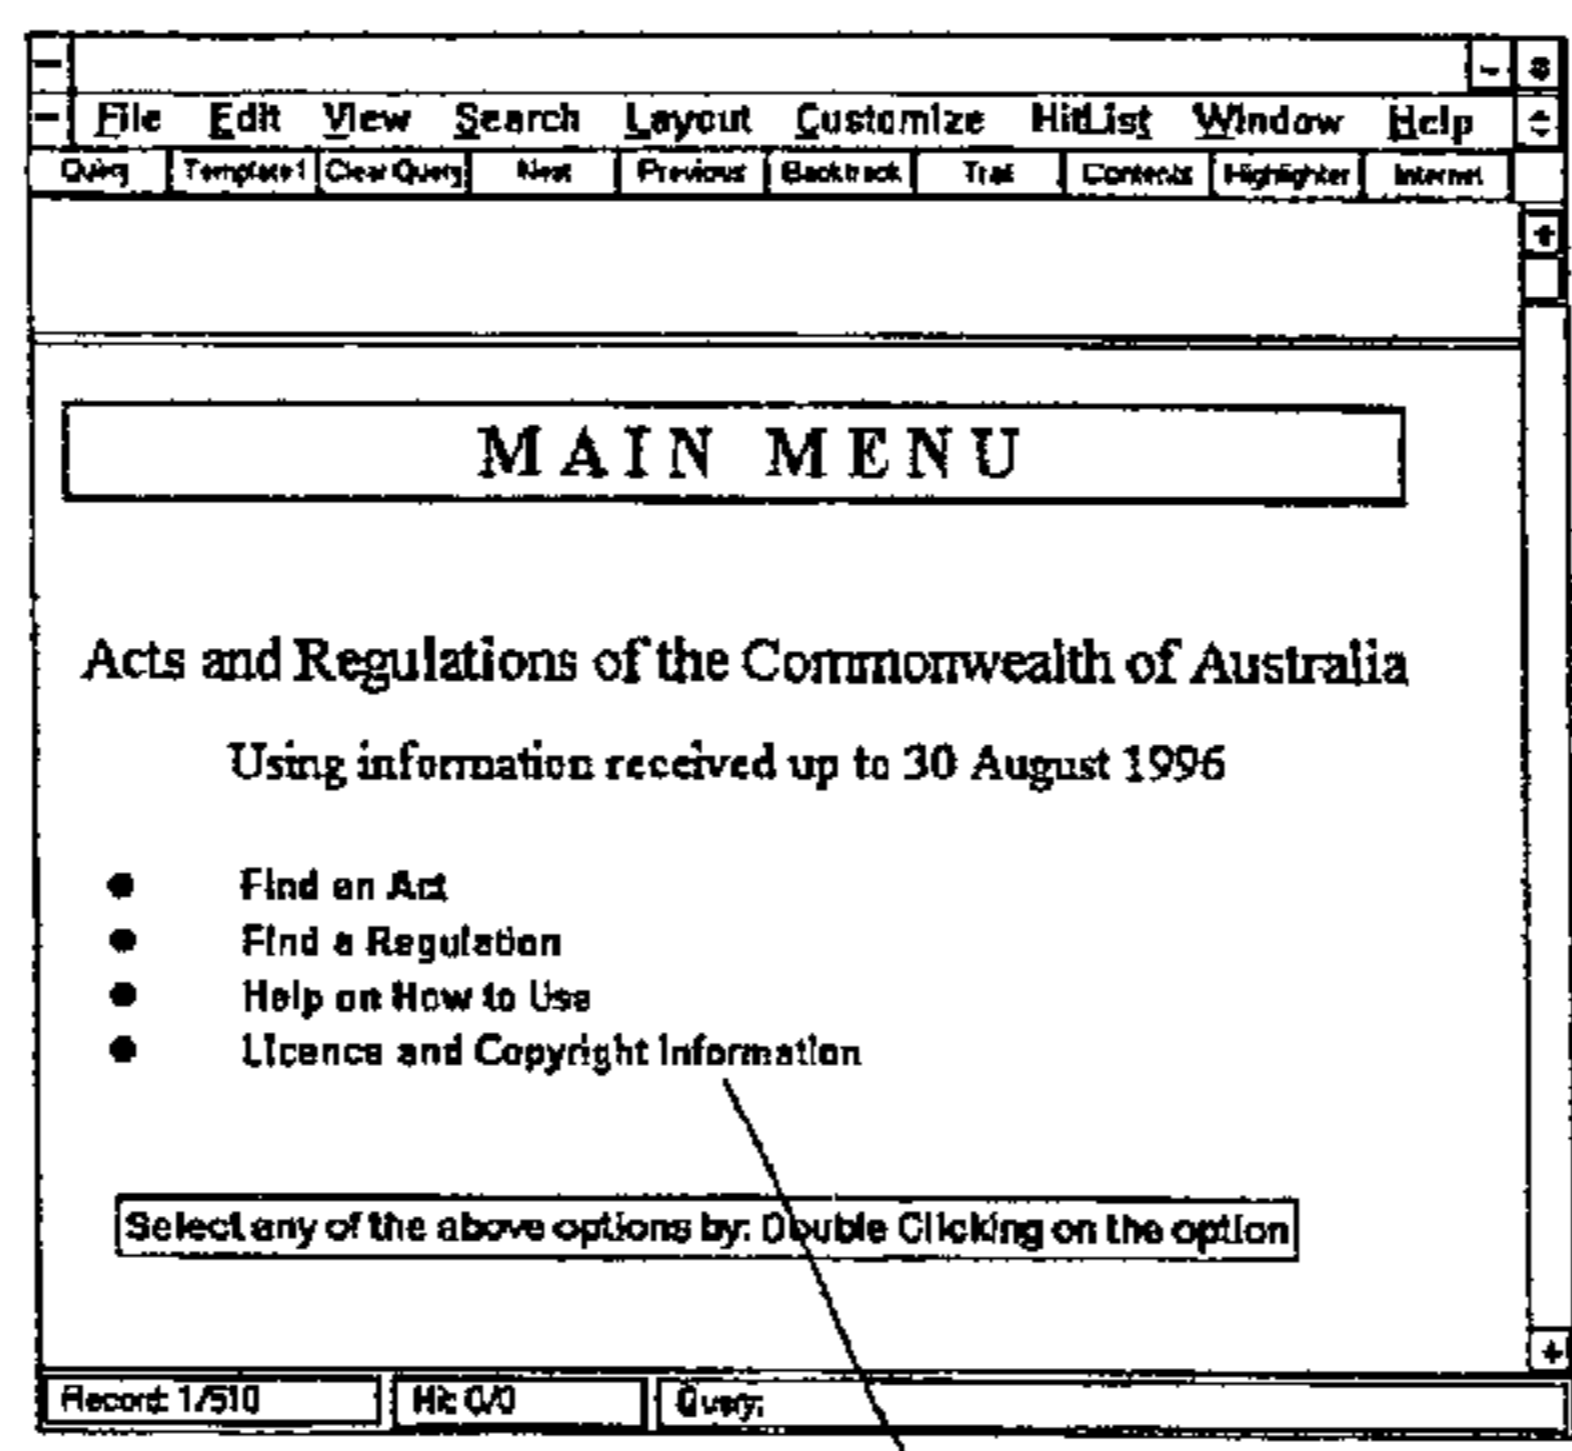 File Edit View Search Layout Customize HitList Window Help
Query Template1 Clear Query Next Previous Backtrack Trail Contents Highlighter Internet
MAIN MENU
Acts and Regulations of the Commonwealth of Australia
Using information received up to 30 August 1996
● Find an Act
● Find a Regulation
● Help on How to Use
● Licence and Copyright Information
Select any of the above options by: Double Clicking on the option
Record: 1/510 Hit: 0/0 Query: